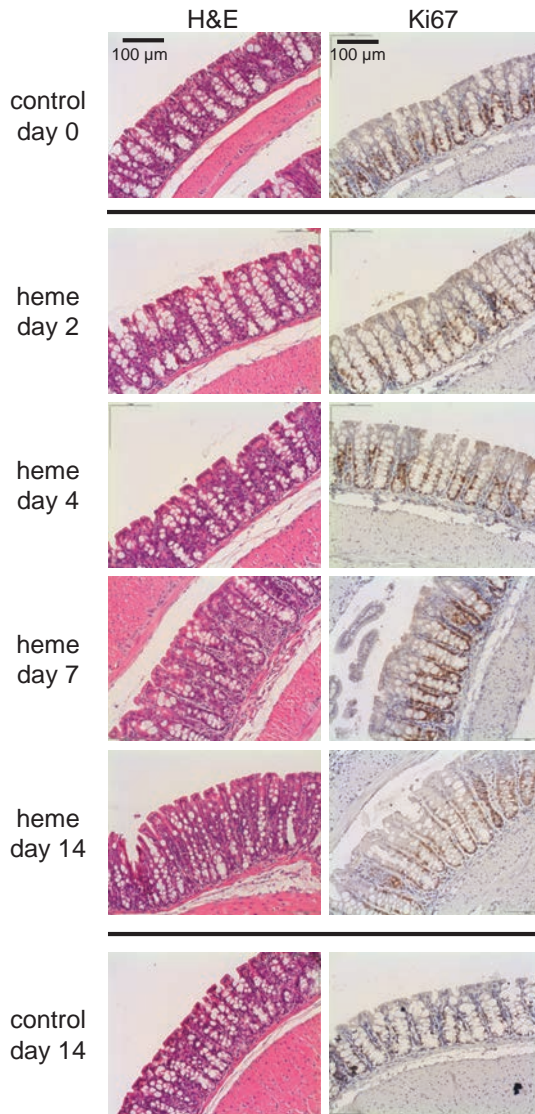 H&E Ki67
100 µm 100 µm
control
day 0
heme
day 2
heme
day 4
heme
day 7
heme
day 14
control
day 14